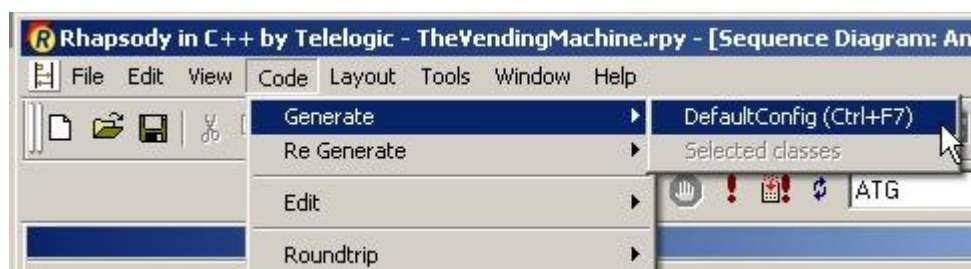 Rhapsody in C++ by Telelogic - TheVendingMachine.rpy - [Sequence Diagram: An
File Edit View Code Layout Tools Window Help
Generate
DefaultConfig (Ctrl+F7)
Re Generate
Selected classes
Edit
ATG
Roundtrip